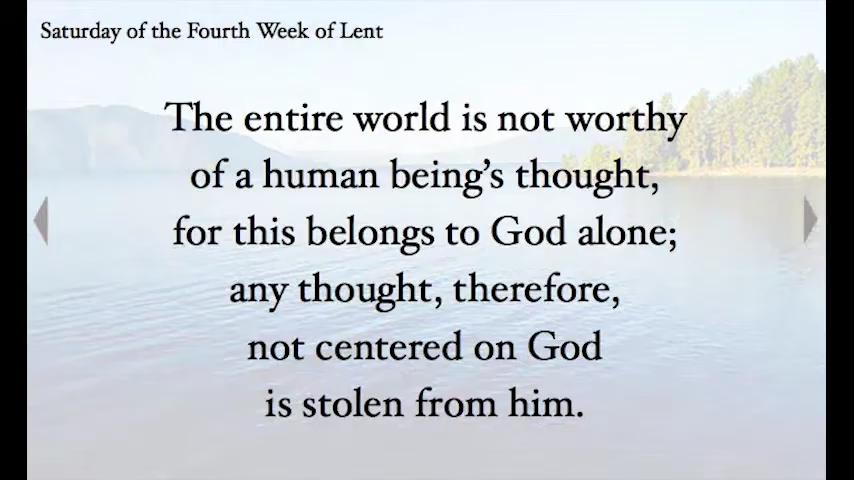 Saturday of the Fourth Week of Lent
The entire world is not worthy
of a human being’s thought,
for this belongs to God alone;
any thought, therefore,
not centered on God
is stolen from him.